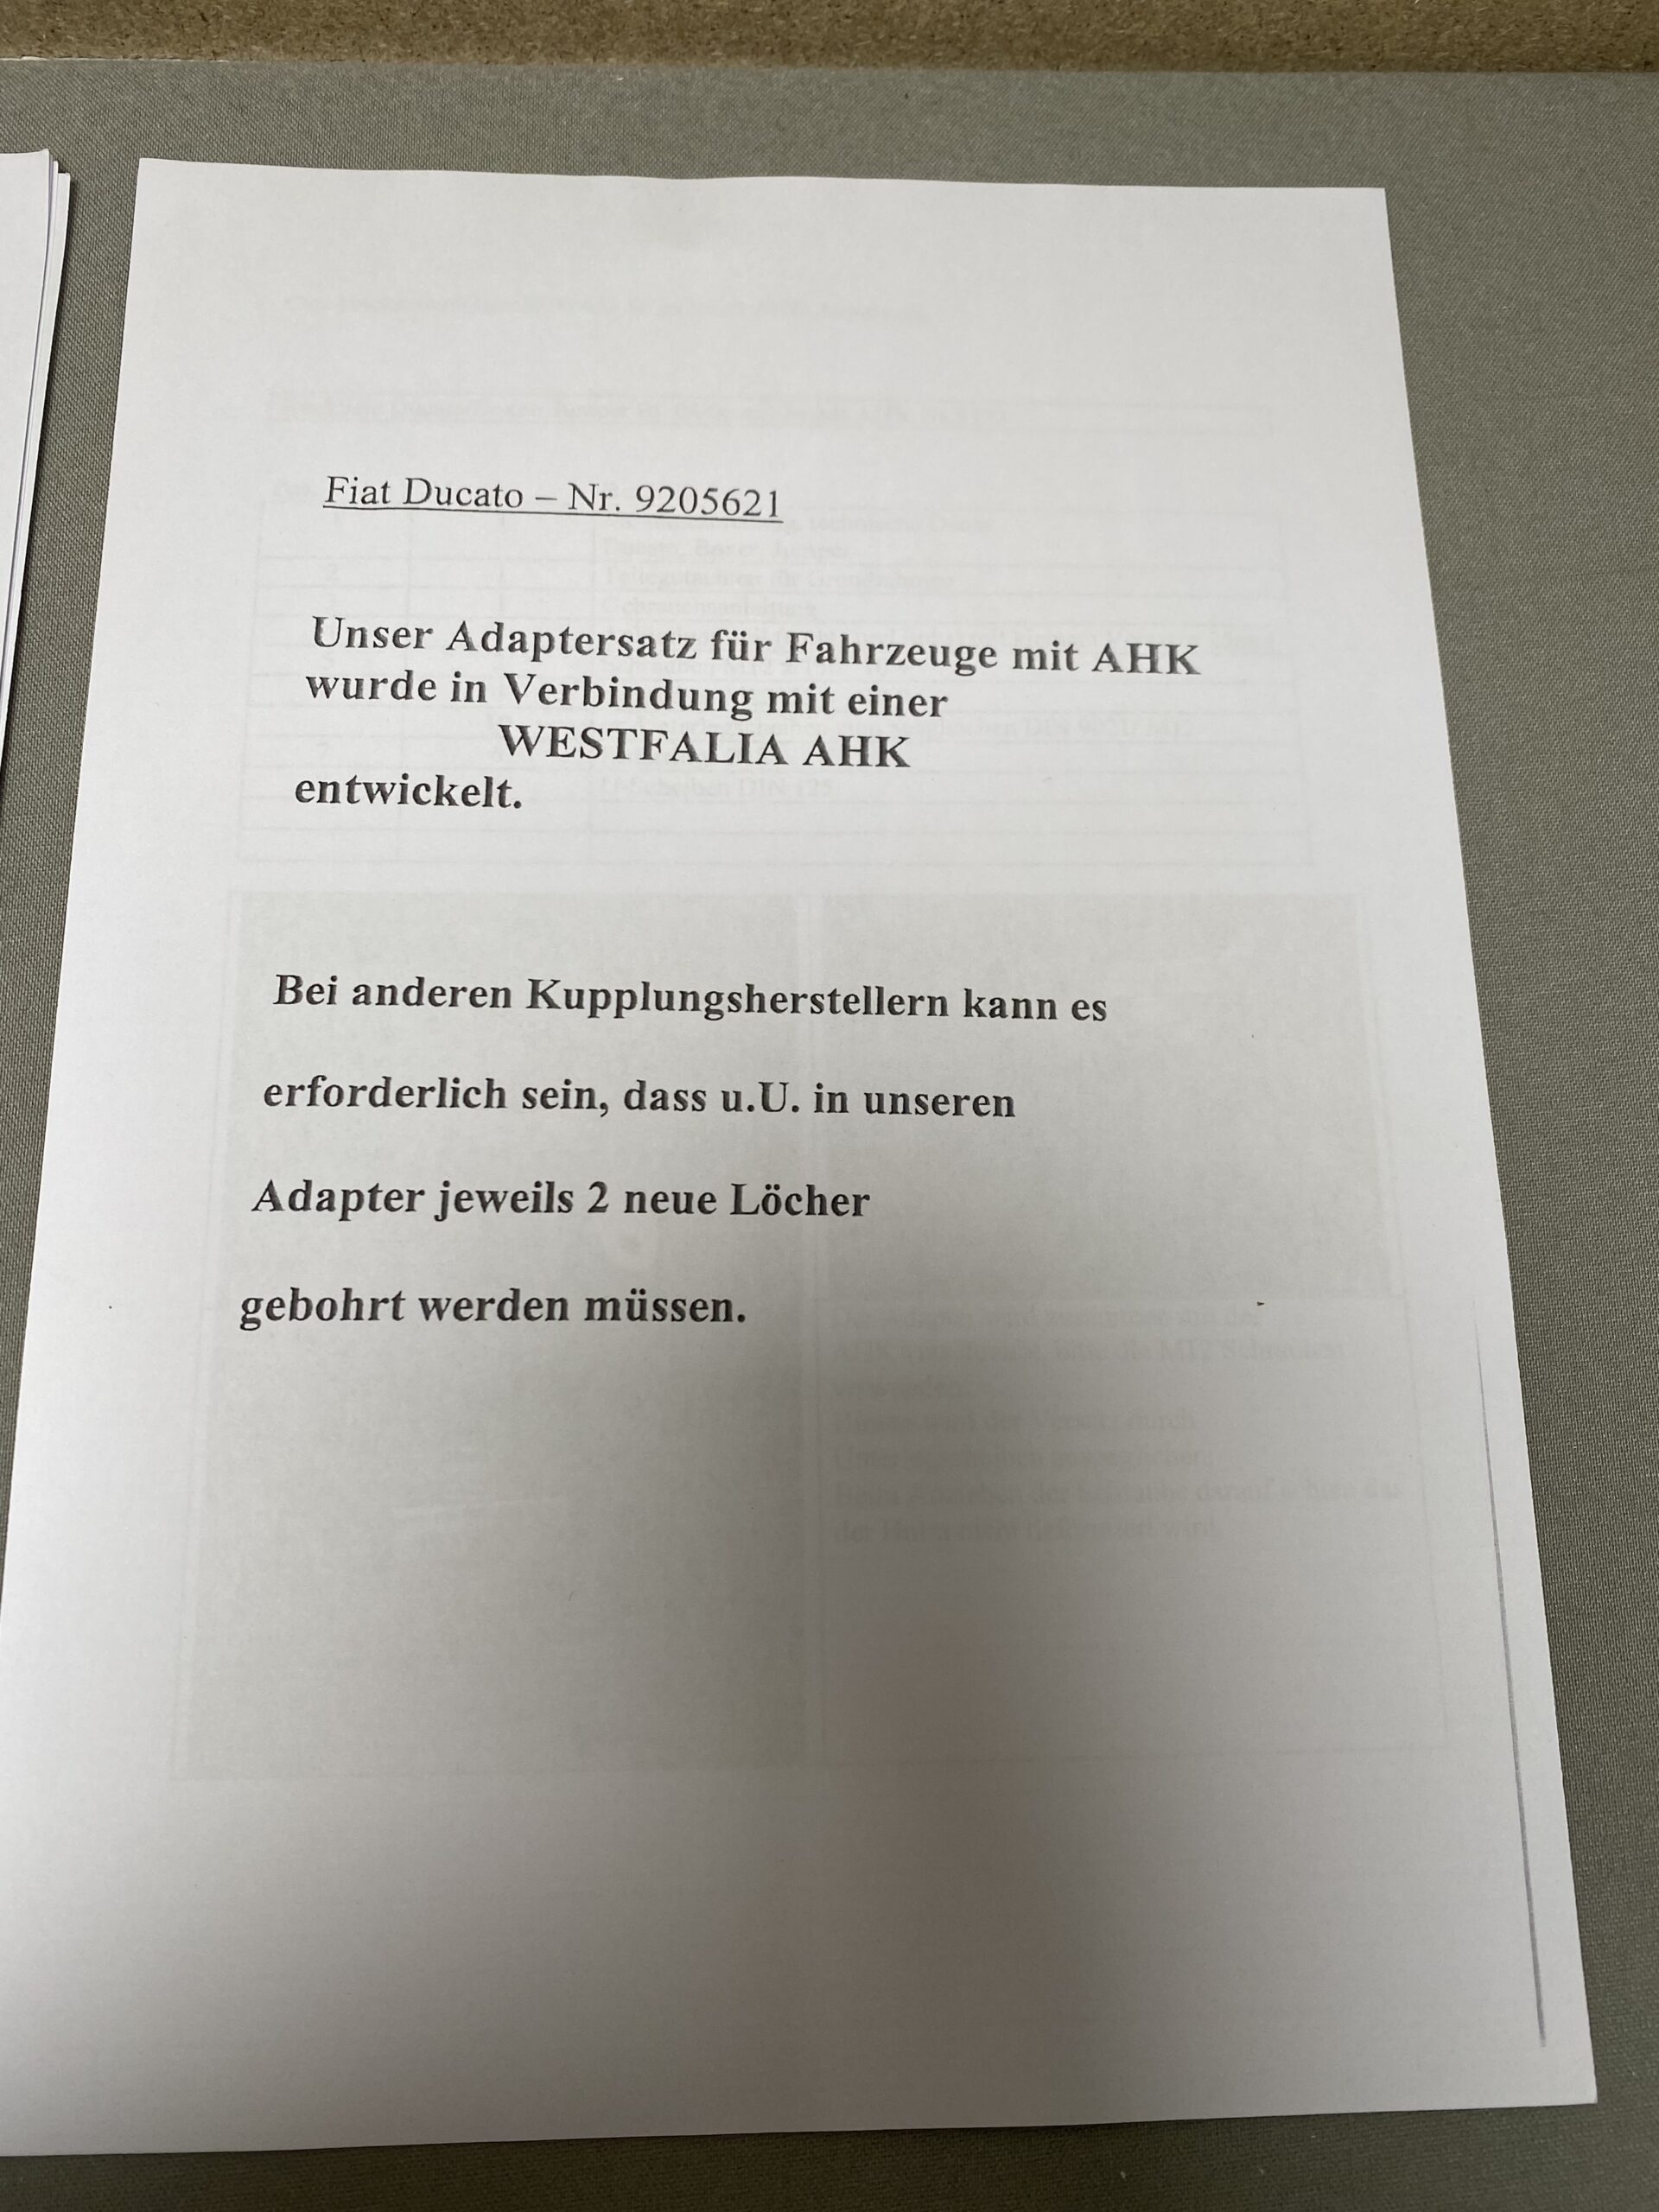 Fiat Ducato – Nr. 9205621
Unser Adaptersatz für Fahrzeuge mit AHK
wurde in Verbindung mit einer
WESTFALIA AHK
entwickelt.
Bei anderen Kupplungsherstellern kann es
erforderlich sein, dass u.U. in unseren
Adapter jeweils 2 neue Löcher
gebohrt werden müssen.